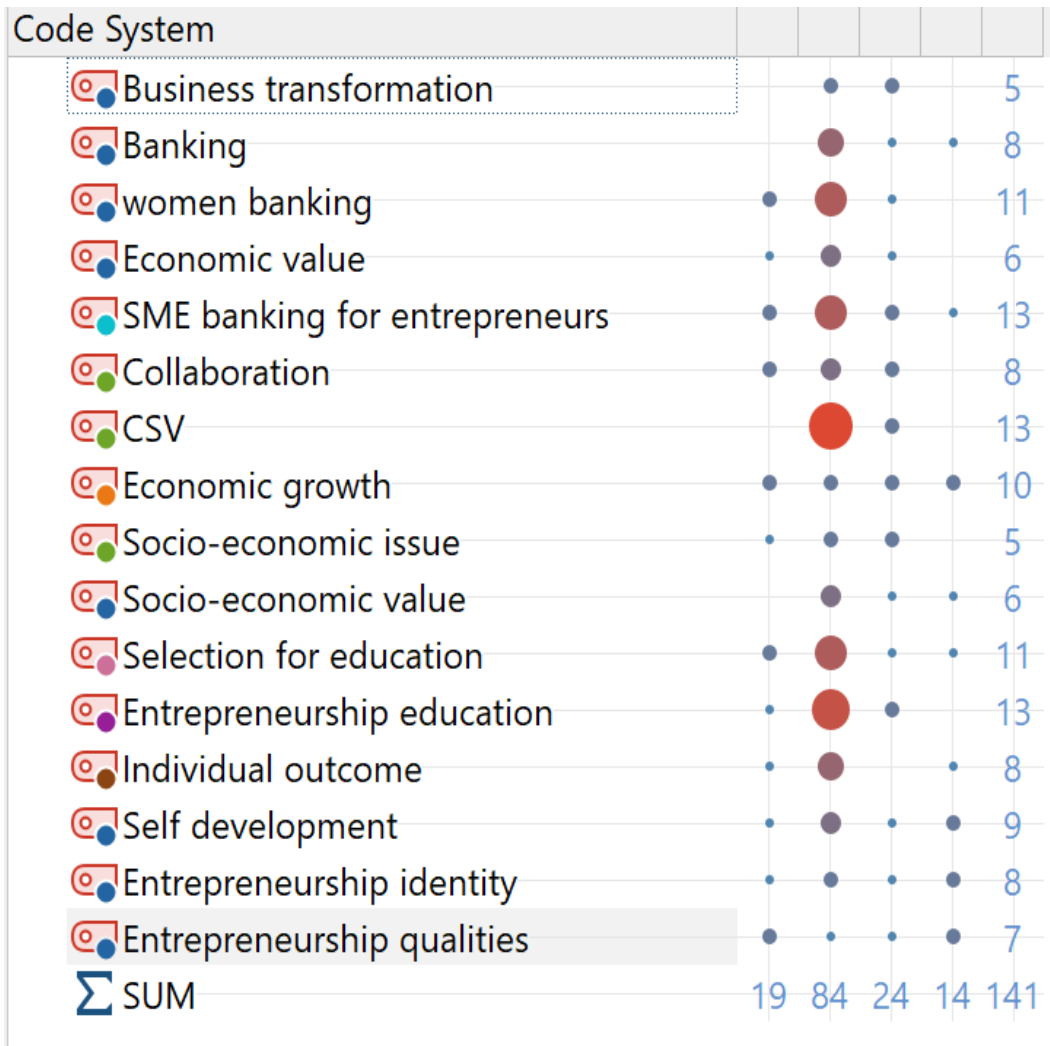 Code System
Business transformation 5
Banking 8
women banking 11
Economic value 6
SME banking for entrepreneurs 13
Collaboration 8
CSV 13
Economic growth 10
Socio-economic issue 5
Socio-economic value 6
Selection for education 11
Entrepreneurship education 13
Individual outcome 8
Self development 9
Entrepreneurship identity 8
Entrepreneurship qualities 7
Σ SUM 19 84 24 14 141